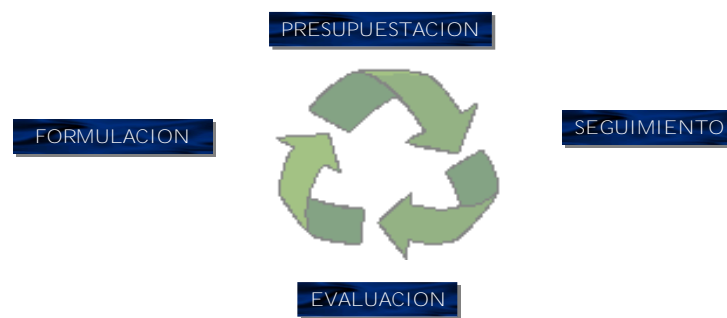 PRESUPUESTACION
SEGUIMIENTO
FORMULACION
EVALUACION